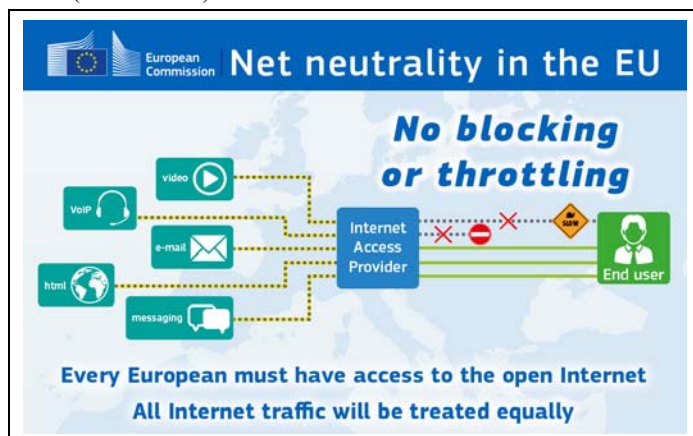 European
Commission
Net neutrality in the EU
No blocking
or throttling
video
VoIP
e-mail
html
messaging
Internet
Access
Provider
SLOW
End user
Every European must have access to the open Internet
All Internet traffic will be treated equally